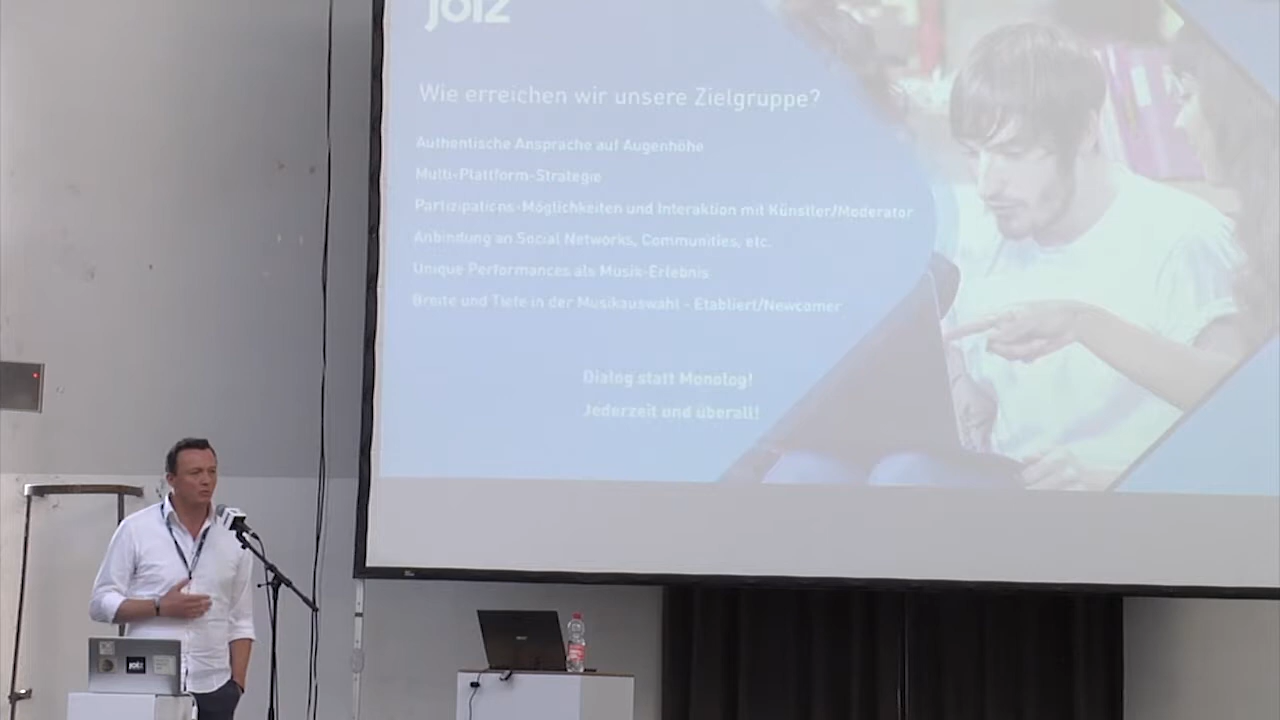 joiz
Wie erreichen wir unsere Zielgruppe?
Authentische Ansprache auf Augenhöhe
Multi-Plattform-Strategie
Partizipations-Möglichkeiten und Interaktion mit Künstler/Moderator
Anbindung an Social Networks, Communities, etc.
Unique Performances als Musik-Erlebnis
Breite und Tiefe in der Musikauswahl - Etabliert/Newcomer
Dialog statt Monolog!
Jederzeit und überall!
joiz